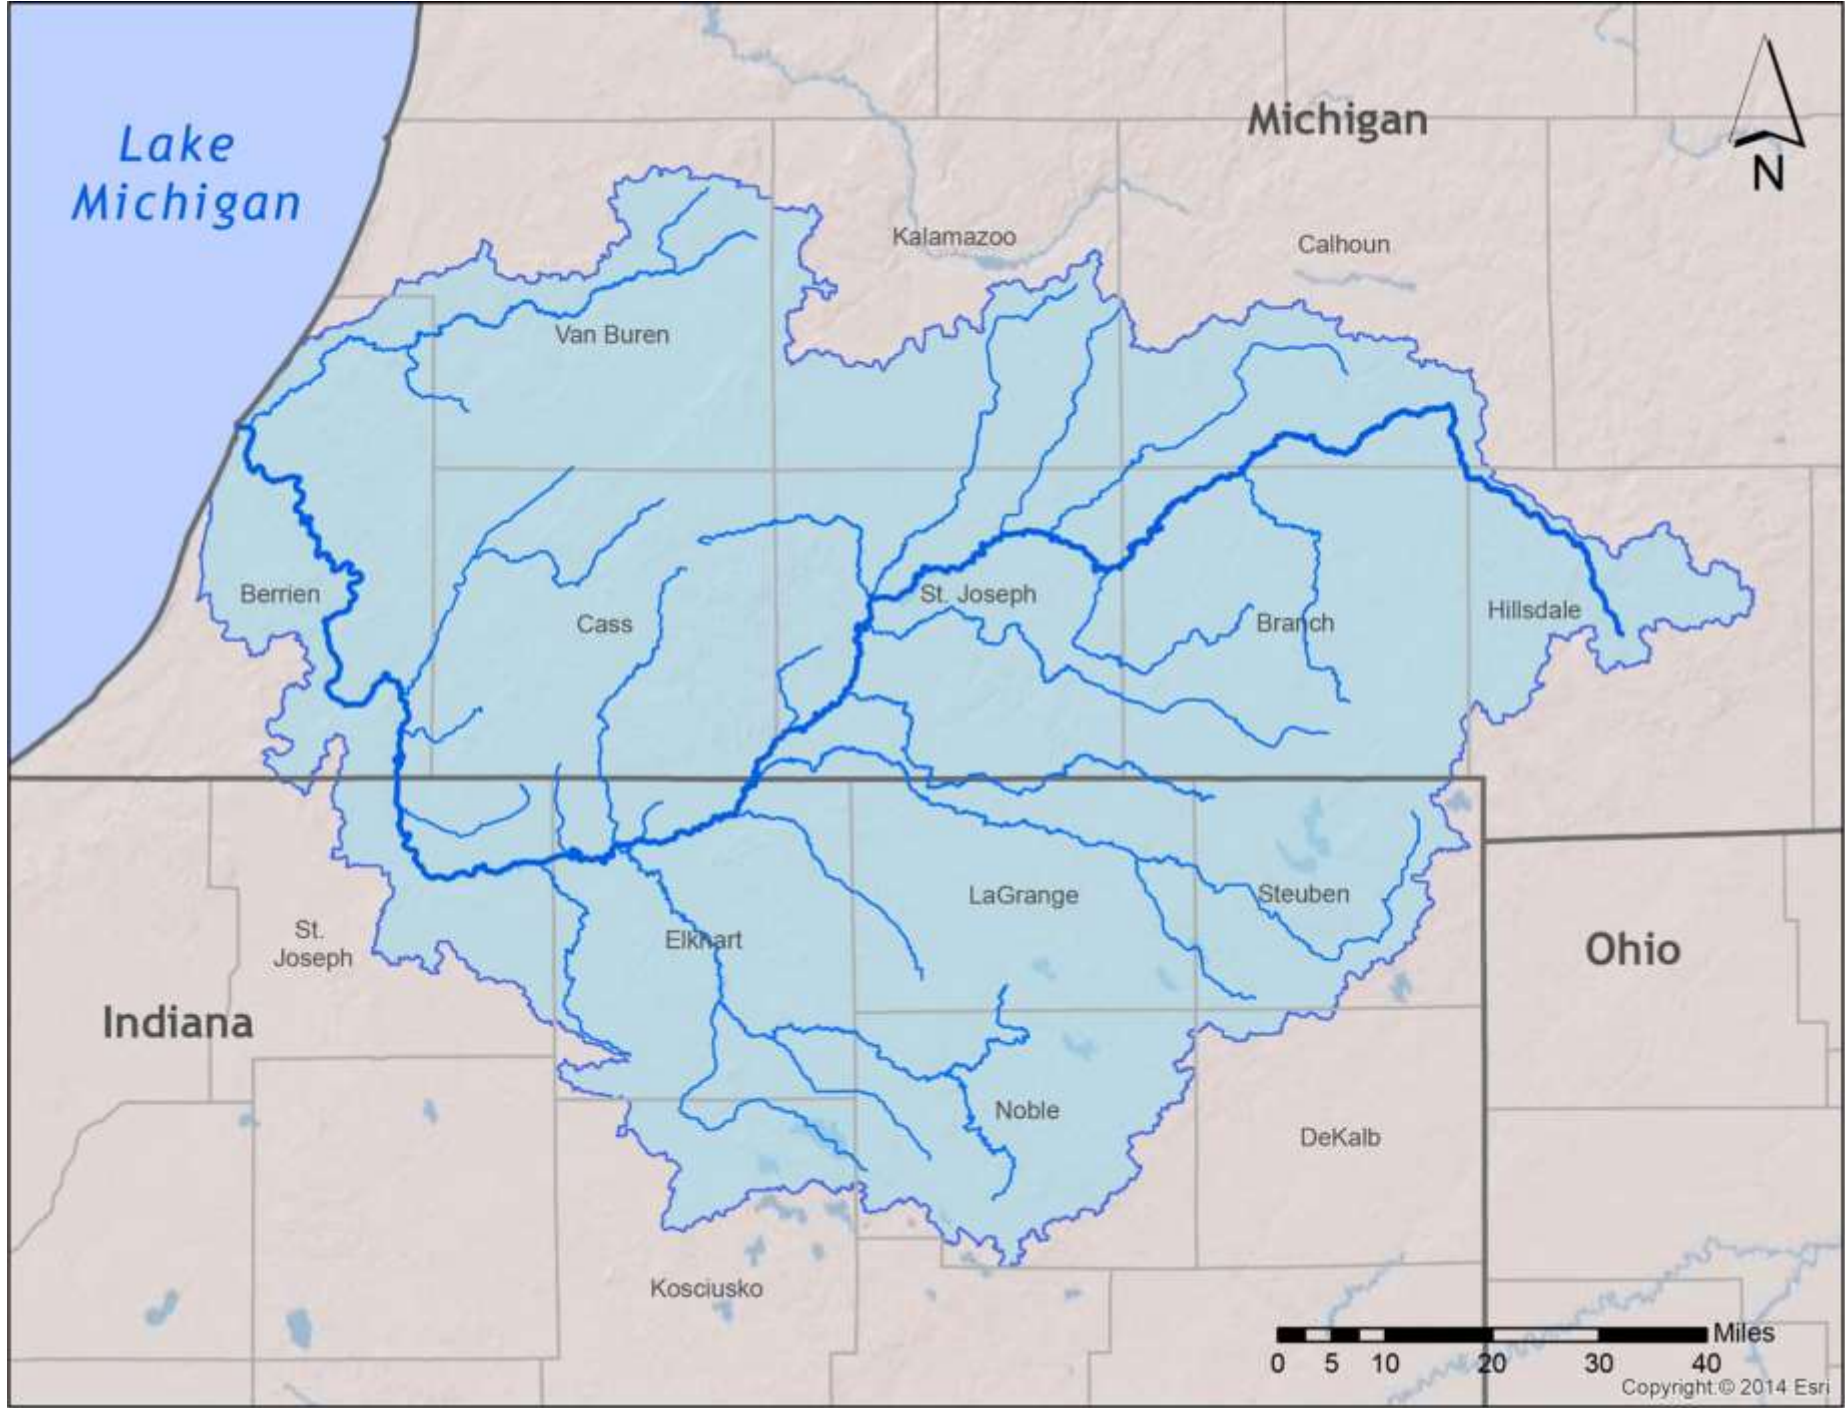 Lake
Michigan
Michigan
N
Kalamazoo
Calhoun
Van Buren
Berrien
Cass
St. Joseph
Branch
Hillsdale
LaGrange
Steuben
Elkhart
St.
Joseph
Ohio
Indiana
Noble
DeKalb
Kosciusko
Miles
0 5 10 20 30 40
Copyright:© 2014 Esri